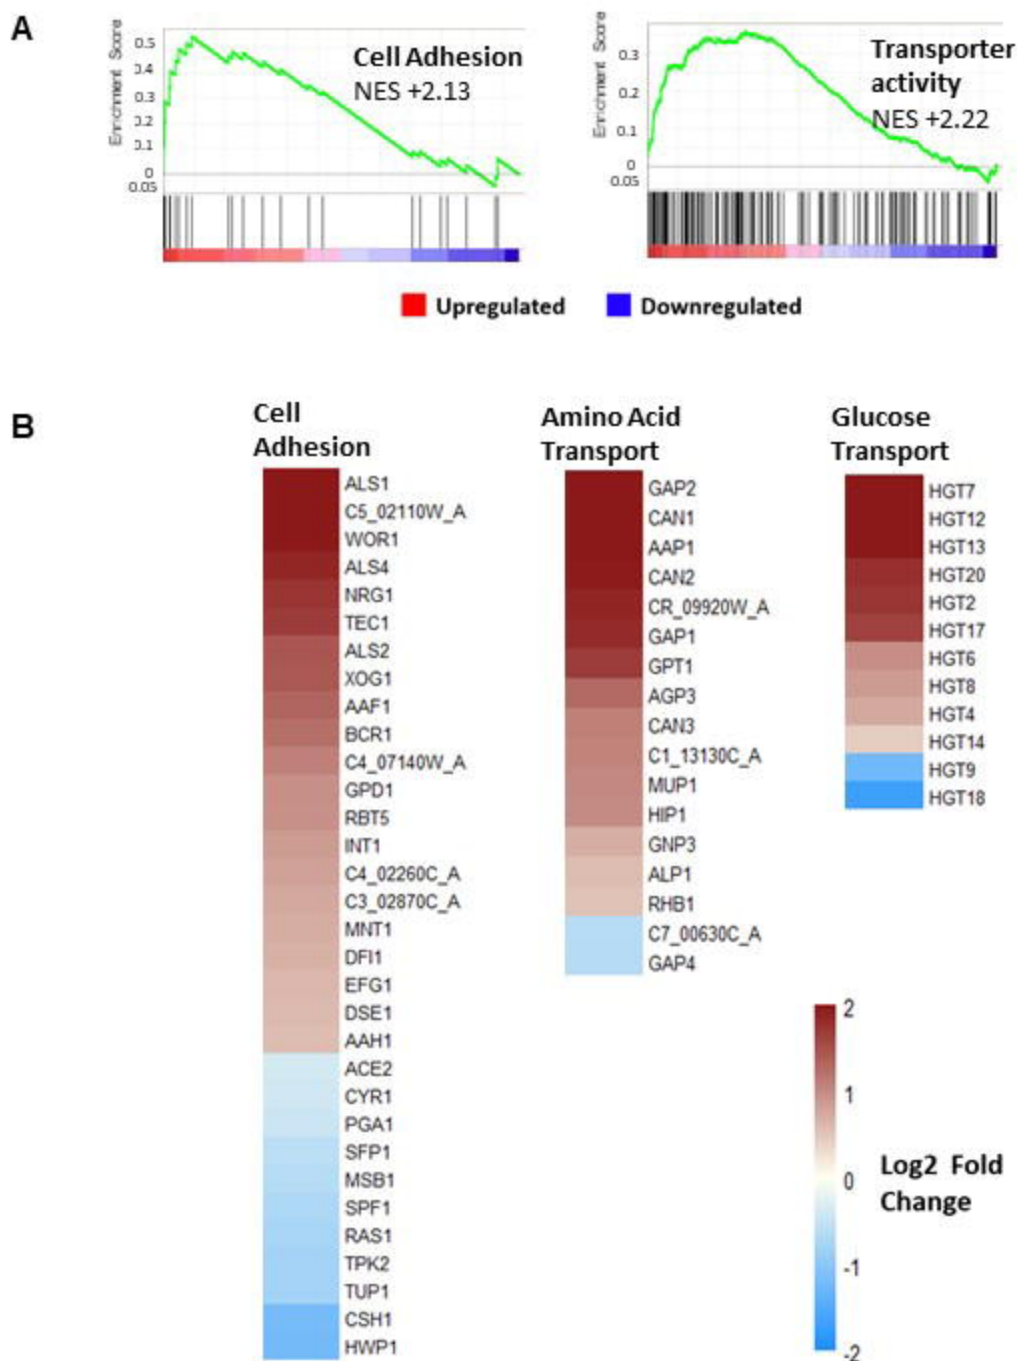 A
Enrichment Score
0.5
0.4
0.3
0.2
0.1
0
0.05
Cell Adhesion
NES +2.13
Enrichment Score
0.3
0.2
0.1
0
0.05
Transporter
activity
NES +2.22
Upregulated
Downregulated
B
Cell
Adhesion
ALS1
C5_02110W_A
WOR1
ALS4
NRG1
TEC1
ALS2
XOG1
AAF1
BCR1
C4_07140W_A
GPD1
RBT5
INT1
C4_02260C_A
C3_02870C_A
MNT1
DFI1
EFG1
DSE1
AAH1
ACE2
CYR1
PGA1
SFP1
MSB1
SPF1
RAS1
TPK2
TUP1
CSH1
HWP1
Amino Acid
Transport
GAP2
CAN1
AAP1
CAN2
CR_09920W_A
GAP1
GPT1
AGP3
CAN3
C1_13130C_A
MUP1
HIP1
GNP3
ALP1
RHB1
C7_00630C_A
GAP4
Glucose
Transport
HGT7
HGT12
HGT13
HGT20
HGT2
HGT17
HGT6
HGT8
HGT4
HGT14
HGT9
HGT18
2
1
0
-1
-2
Log2 Fold
Change